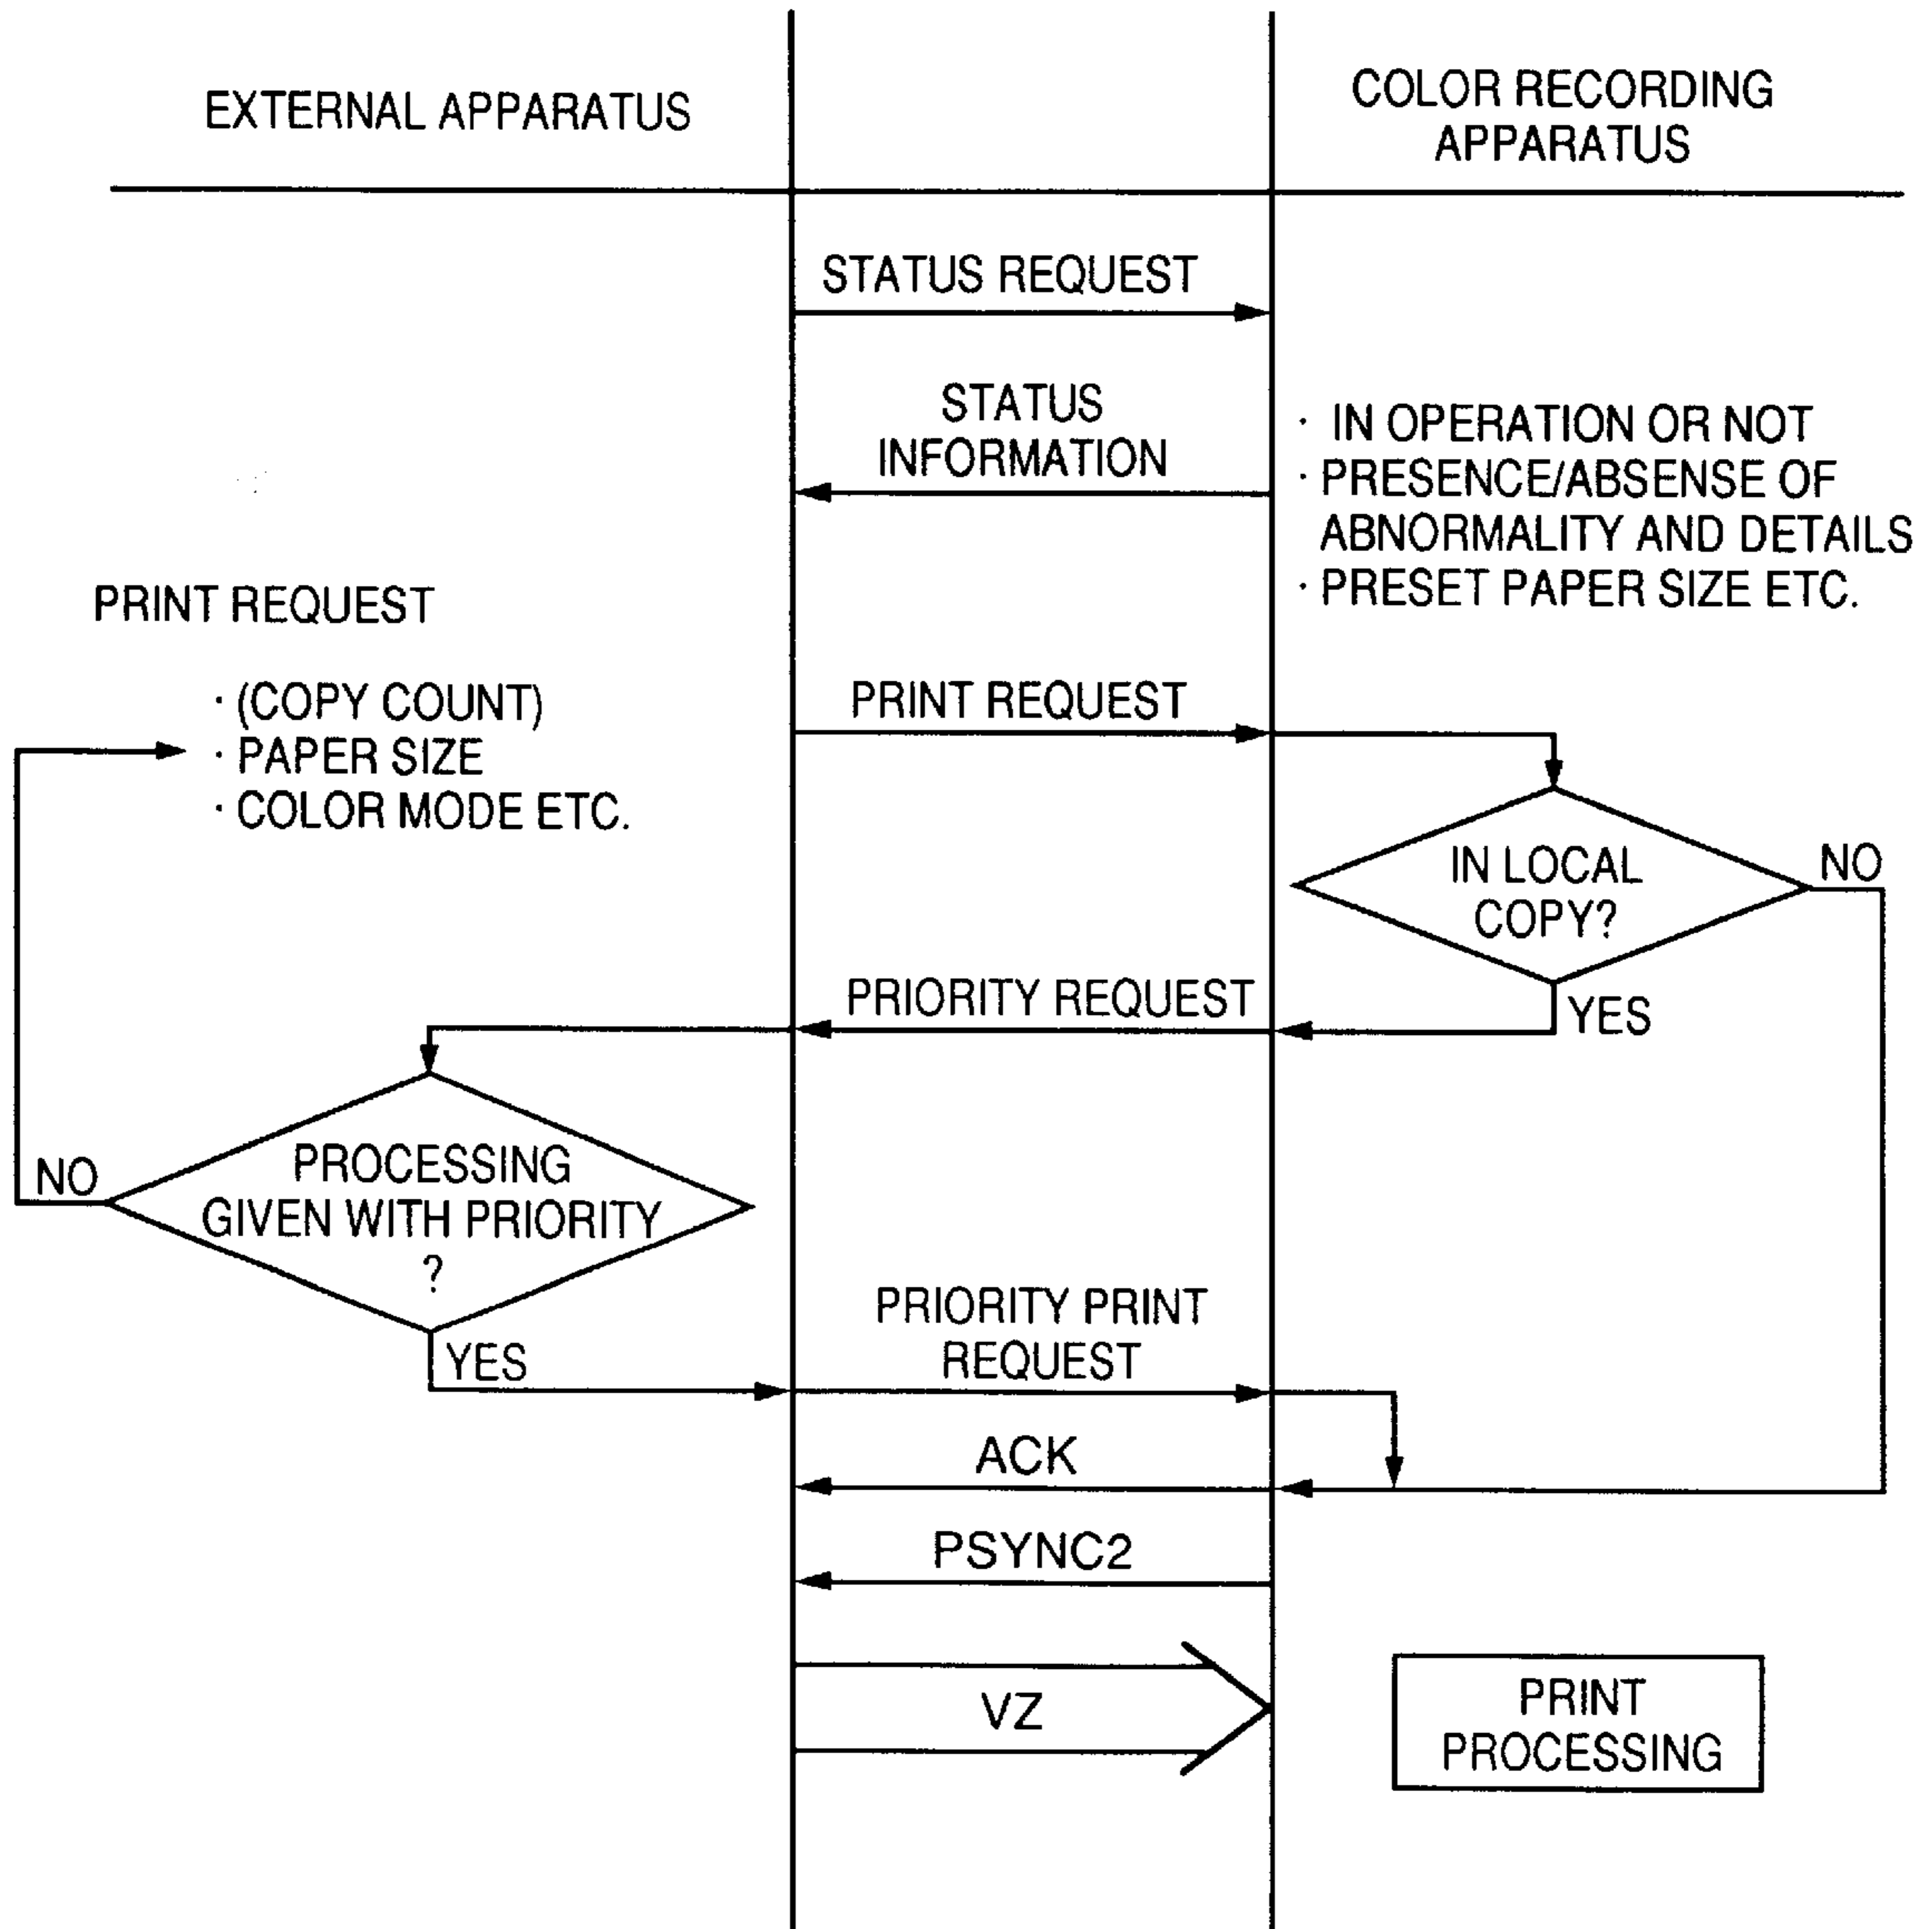 EXTERNAL APPARATUS
COLOR RECORDING
APPARATUS
STATUS REQUEST
STATUS
INFORMATION
· IN OPERATION OR NOT
· PRESENCE/ABSENSE OF
ABNORMALITY AND DETAILS
· PRESET PAPER SIZE ETC.
PRINT REQUEST
· (COPY COUNT)
· PAPER SIZE
· COLOR MODE ETC.
PRINT REQUEST
IN LOCAL
COPY?
NO
YES
PRIORITY REQUEST
PROCESSING
GIVEN WITH PRIORITY
?
NO
YES
PRIORITY PRINT
REQUEST
ACK
PSYNC2
VZ
PRINT
PROCESSING